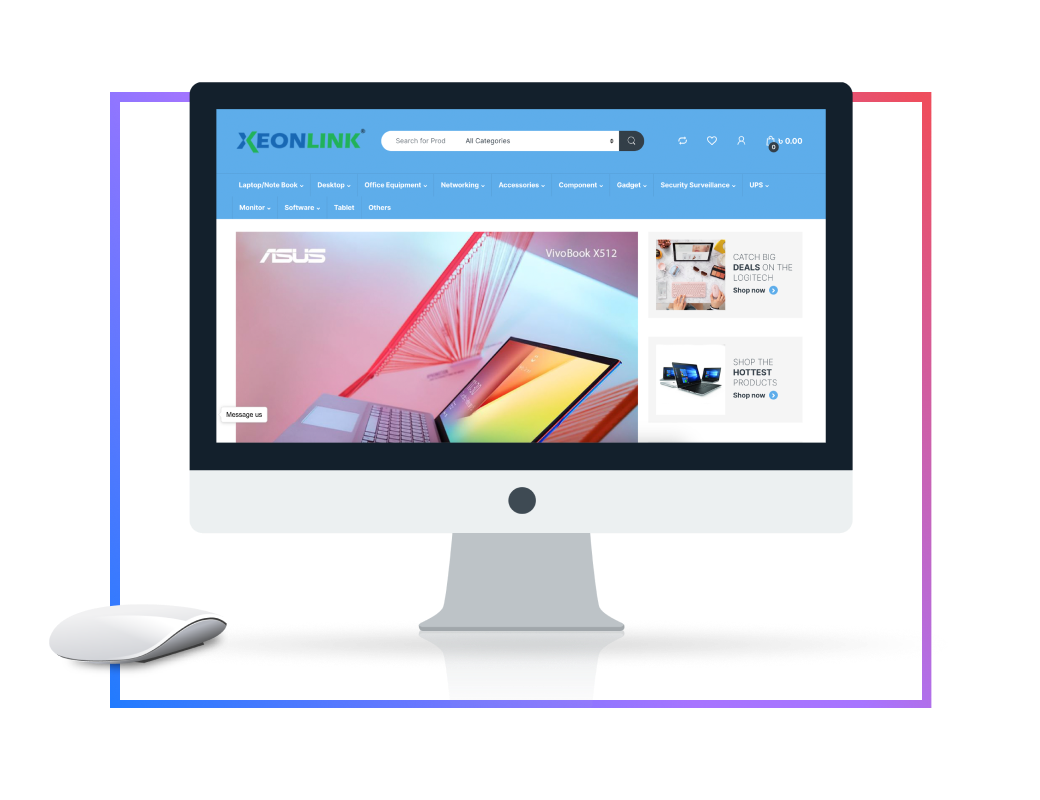 XEONLINK®
Search for Prod All Categories
0 ৳ 0.00
Laptop/Note Book Desktop Office Equipment Networking Accessories Component Gadget Security Surveillance UPS
Monitor Software Tablet Others
ASUS
VivoBook X512
CATCH BIG
DEALS ON THE
LOGITECH
Shop now
SHOP THE
HOTTEST
PRODUCTS
Shop now
Message us